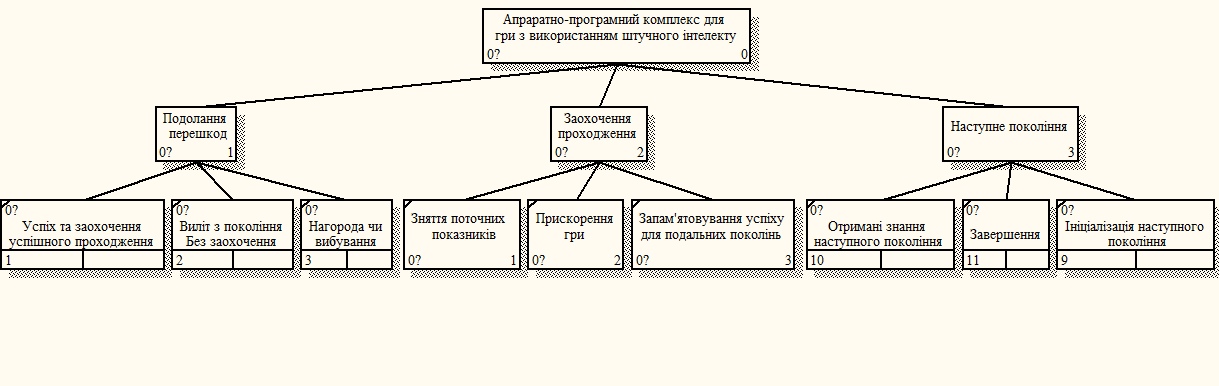 Апраратно-програмний комплекс для
гри з використанням штучного інтелекту
0? 0
Подолання
перешкод
0? 1
Заохочення
проходження
0? 2
Наступне покоління
0? 3
0?
Успіх та заохочення
успішного проходження
1
0?
Виліт з покоління
Без заохочення
2
0?
Нагорода чи
вибування
3
Зняття поточних
показників
0? 1
Прискорення
гри
0? 2
Запам'ятовування успіху
для подальних поколінь
0? 3
0?
Отримані знання
наступного покоління
10
0?
Завершення
11
0?
Ініціалізація наступного
покоління
9